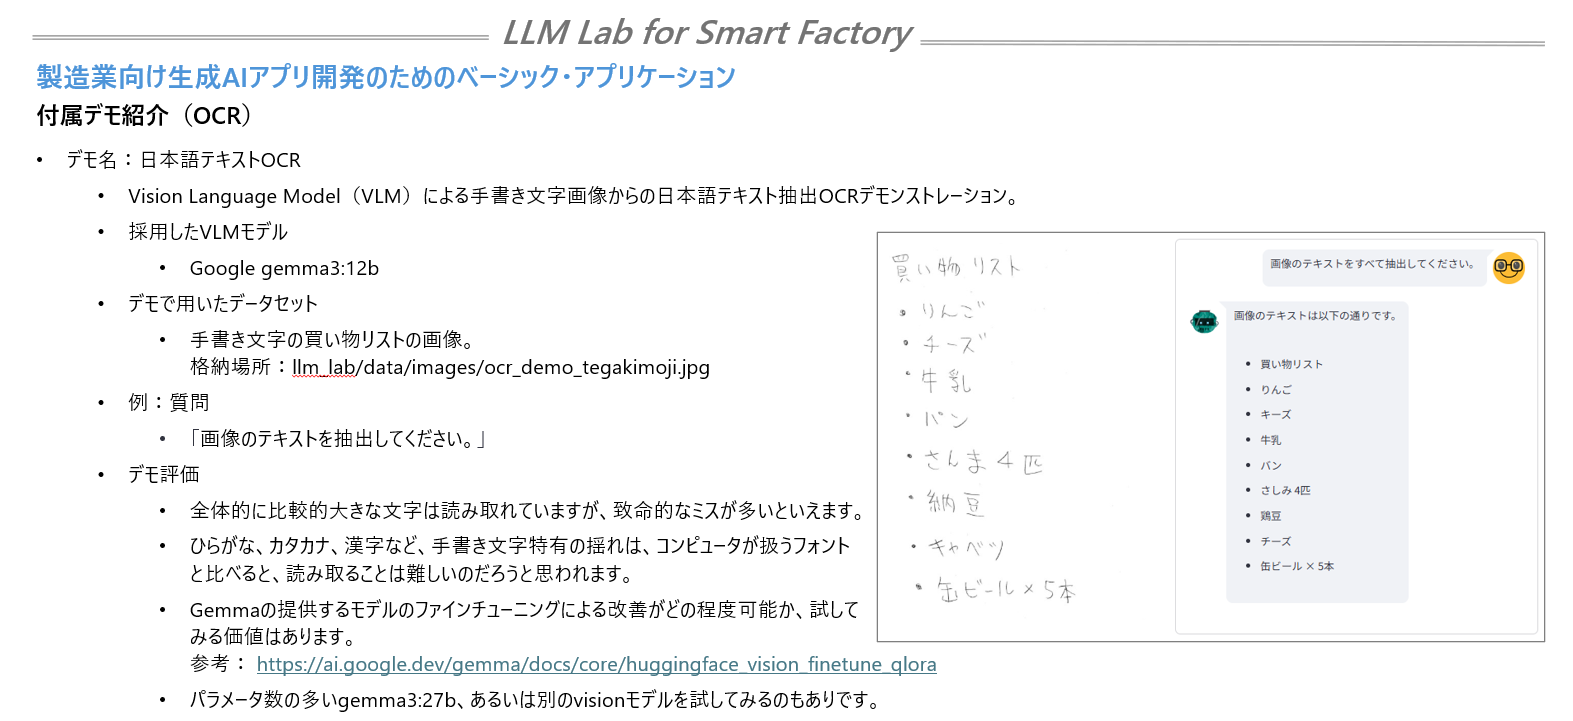 LLM Lab for Smart Factory
製造業向け生成AIアプリ開発のためのベーシック・アプリケーション
付属デモ紹介（OCR）
• デモ名：日本語テキストOCR
• Vision Language Model（VLM）による手書き文字画像からの日本語テキスト抽出OCRデモンストレーション。
• 採用したVLMモデル
• Google gemma3:12b
• デモで用いたデータセット
• 手書き文字の買い物リストの画像。
格納場所：llm_lab/data/images/ocr_demo_tegakimoji.jpg
• 例：質問
• 「画像のテキストを抽出してください。」
• デモ評価
• 全体的に比較的大きな文字は読み取れていますが、致命的なミスが多いといえます。
• ひらがな、カタカナ、漢字など、手書き文字特有の揺れは、コンピュータが扱うフォント
と比べると、読み取ることは難しいのだろうと思われます。
• Gemmaの提供するモデルのファインチューニングによる改善がどの程度可能か、試して
みる価値はあります。
参考： https://ai.google.dev/gemma/docs/core/huggingface_vision_finetune_qlora
• パラメータ数の多いgemma3:27b、あるいは別のvisionモデルを試してみるのもありです。
買い物リスト
• りんご
• チーズ
• 牛乳
• パン
• さんま 4 匹
• 納豆
• キャベツ
• 缶ビール × 5本
画像のテキストをすべて抽出してください。
画像のテキストは以下の通りです。
• 買い物リスト
• りんご
• キーズ
• 牛乳
• バン
• さしみ 4匹
• 鶏豆
• チーズ
• 缶ビール × 5本